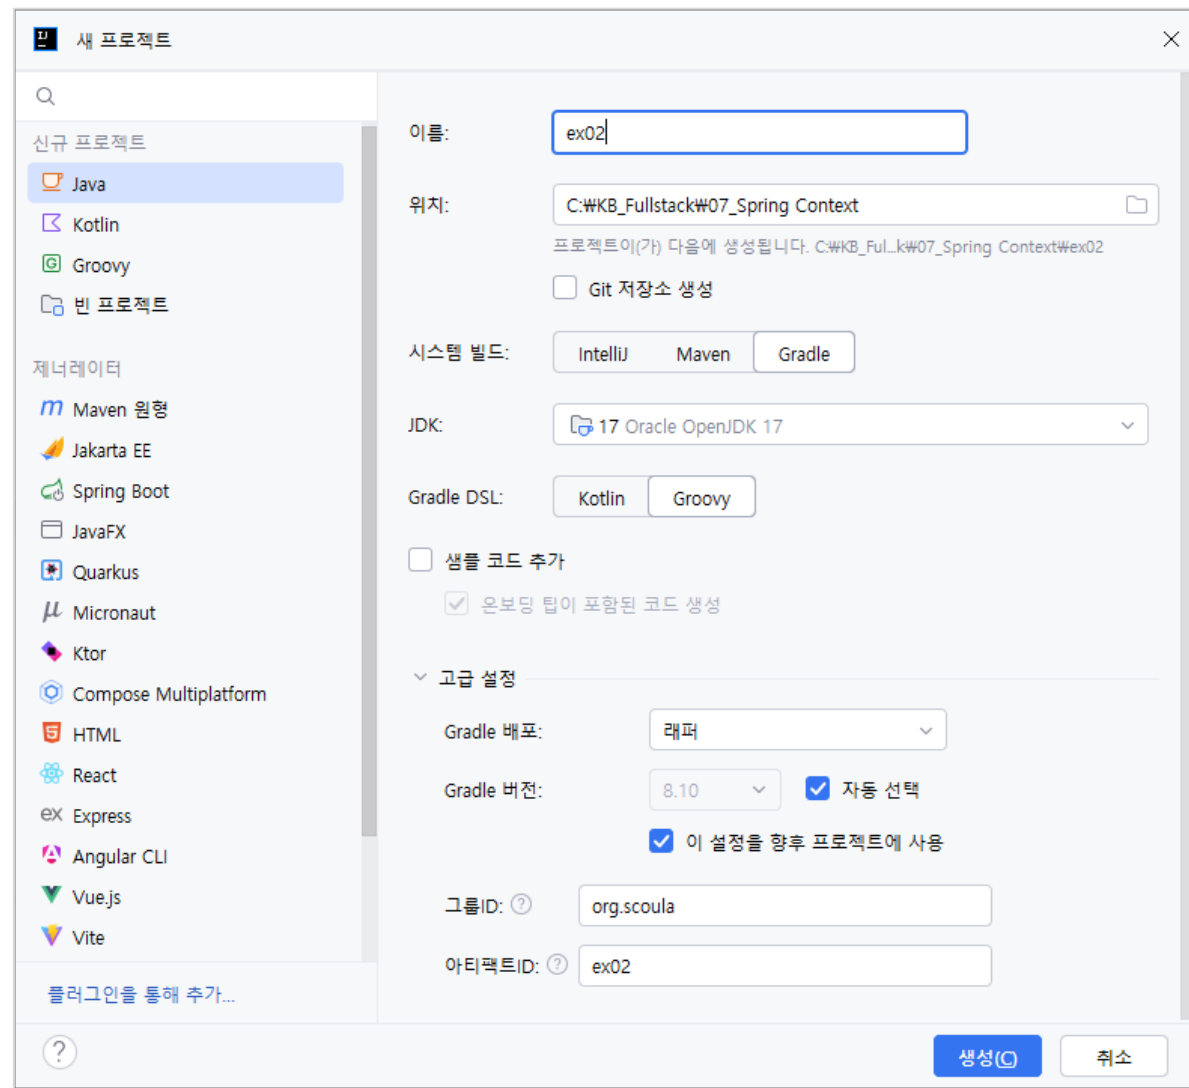 새 프로젝트
신규 프로젝트
Java
Kotlin
Groovy
빈 프로젝트
제너레이터
Maven 원형
Jakarta EE
Spring Boot
JavaFX
Quarkus
Micronaut
Ktor
Compose Multiplatform
HTML
React
ex Express
Angular CLI
Vue.js
Vite
플러그인을 통해 추가...
이름: ex02
위치: C:₩KB_Fullstack₩07_Spring Context
프로젝트이(가) 다음에 생성됩니다. C:₩KB_Ful...k₩07_Spring Context₩ex02
Git 저장소 생성
시스템 빌드: IntelliJ Maven Gradle
JDK: 17 Oracle OpenJDK 17
Gradle DSL: Kotlin Groovy
샘플 코드 추가
온보딩 팁이 포함된 코드 생성
고급 설정
Gradle 배포: 래퍼
Gradle 버전: 8.10 자동 선택
이 설정을 향후 프로젝트에 사용
그룹ID: ? org.scoula
아티팩트ID: ? ex02
? 생성(C) 취소